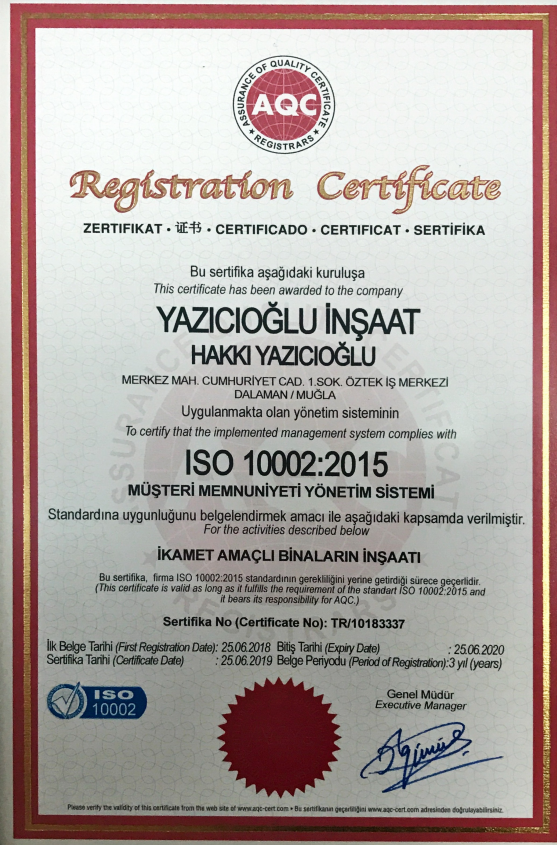 ASSURANCE OF QUALITY CERTIFICATE
AQC
★ REGISTRARS ★
Registration Certificate
ZERTIFIKAT • 证书 • CERTIFICADO • CERTIFICAT • SERTİFİKA
Bu sertifika aşağıdaki kuruluşa
This certificate has been awarded to the company
YAZICIOĞLU İNŞAAT
HAKKI YAZICIOĞLU
MERKEZ MAH. CUMHURİYET CAD. 1.SOK. ÖZTEK İŞ MERKEZİ
DALAMAN / MUĞLA
Uygulanmakta olan yönetim sisteminin
To certify that the implemented management system complies with
ISO 10002:2015
MÜŞTERİ MEMNUNİYETİ YÖNETİM SİSTEMİ
Standardına uygunluğunu belgelendirmek amacı ile aşağıdaki kapsamda verilmiştir.
For the activities described below
İKAMET AMAÇLI BİNALARIN İNŞAATI
Bu sertifika, firma ISO 10002:2015 standardının gerekliliğini yerine getirdiği sürece geçerlidir.
(This certificate is valid as long as it fulfills the requirement of the standart ISO 10002:2015 and
it bears its responsibility for AQC.)
Sertifika No (Certificate No): TR/10183337
İlk Belge Tarihi (First Registration Date): 25.06.2018 Bitiş Tarihi (Expiry Date) : 25.06.2020
Sertifika Tarihi (Certificate Date) : 25.06.2019 Belge Periyodu (Period of Registration):3 yıl (years)
ISO
10002
Genel Müdür
Executive Manager
Please verify the validity of this certificate from the web site of www.aqc-cert.com • Bu sertifikanın geçerliliğini www.aqc-cert.com adresinden doğrulayabilirsiniz.